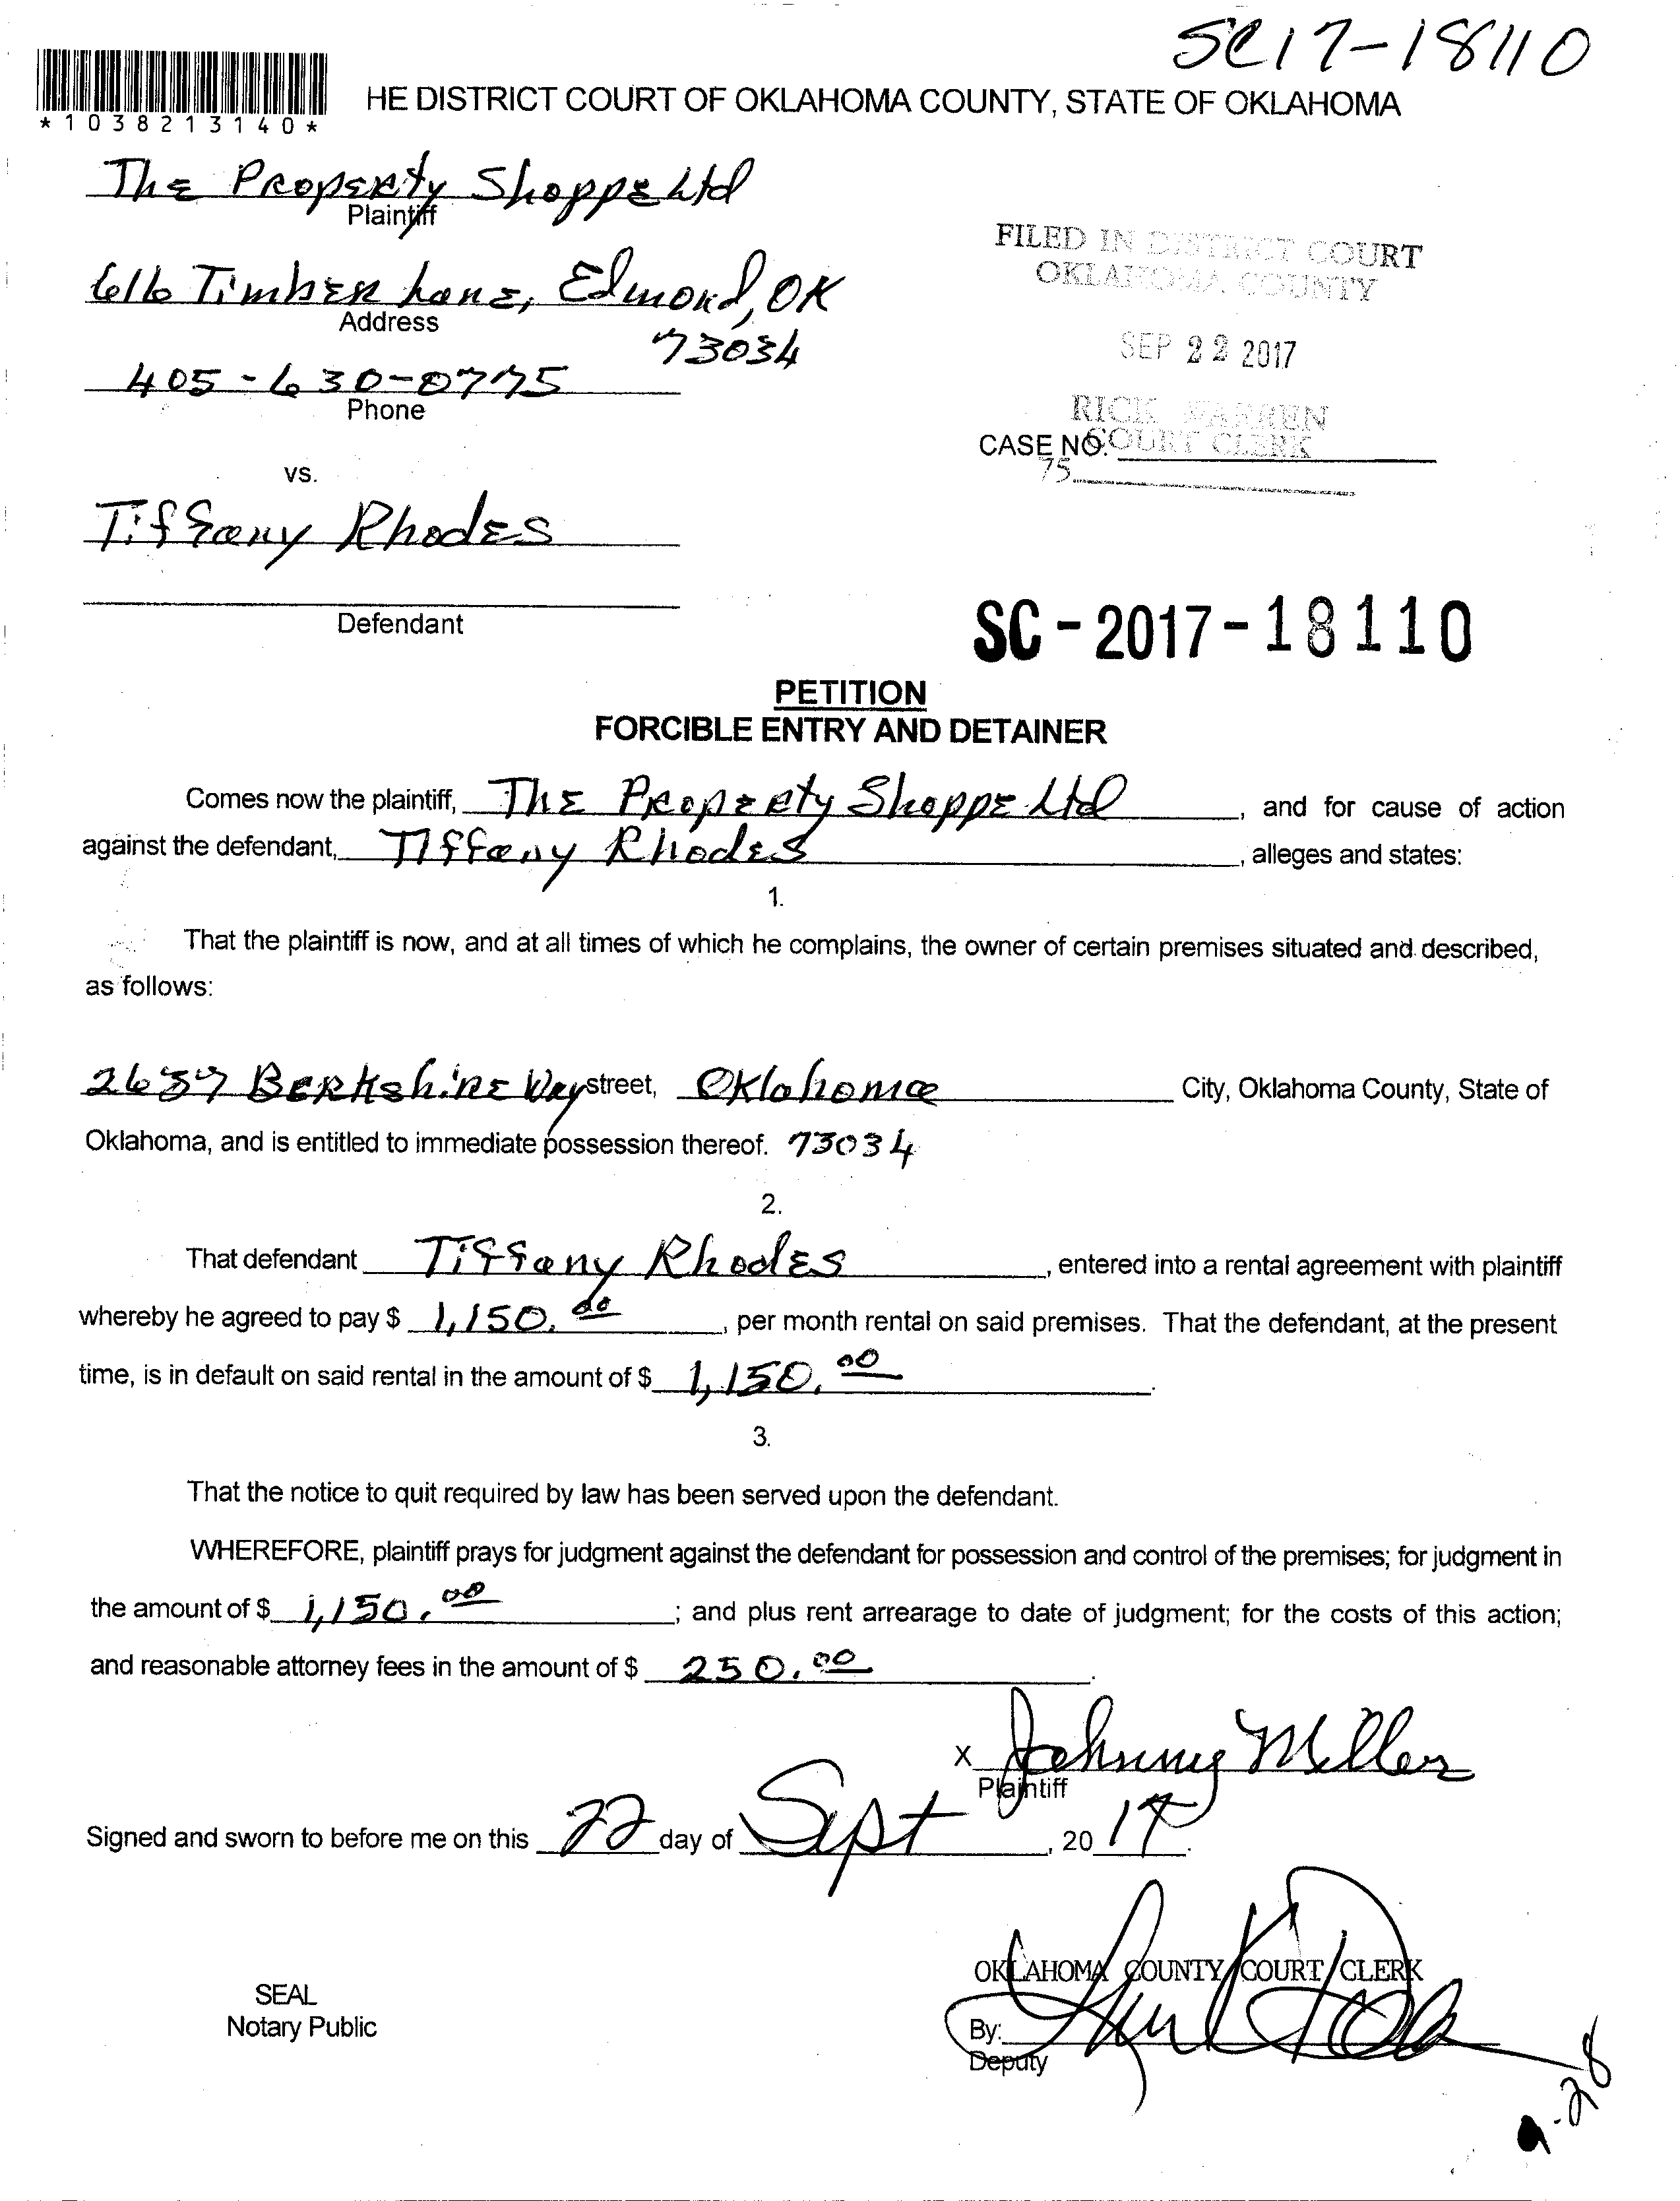 SC17-18110
*1038213140*
HE DISTRICT COURT OF OKLAHOMA COUNTY, STATE OF OKLAHOMA
The Property Shoppe Ltd
Plaintiff
616 Timber Lane, Edmond, OK
Address
73034
405-630-0775
Phone
FILED IN DISTRICT COURT
OKLAHOMA COUNTY
SEP 22 2017
RICK WARREN
COURT CLERK
CASE NO.
75
vs.
Tiffany Rhodes
Defendant
SC-2017-18110
PETITION
FORCIBLE ENTRY AND DETAINER
Comes now the plaintiff, The Property Shoppe Ltd, and for cause of action
against the defendant, Tiffany Rhodes, alleges and states:
1.
That the plaintiff is now, and at all times of which he complains, the owner of certain premises situated and described,
as follows:
Berkshire Way street, Oklahoma City, Oklahoma County, State of
Oklahoma, and is entitled to immediate possession thereof. 73034
2.
That defendant Tiffany Rhodes, entered into a rental agreement with plaintiff
whereby he agreed to pay $ 1,150.00, per month rental on said premises. That the defendant, at the present
time, is in default on said rental in the amount of $ 1,150.00.
3.
That the notice to quit required by law has been served upon the defendant.
WHEREFORE, plaintiff prays for judgment against the defendant for possession and control of the premises; for judgment in
the amount of $ 1,150.00; and plus rent arrearage to date of judgment; for the costs of this action;
and reasonable attorney fees in the amount of $ 250.00.
X Johnny Miller
Plaintiff
Signed and sworn to before me on this 22 day of Sept, 2017.
OKLAHOMA COUNTY COURT CLERK
SEAL
Notary Public
By:
Deputy
9-28